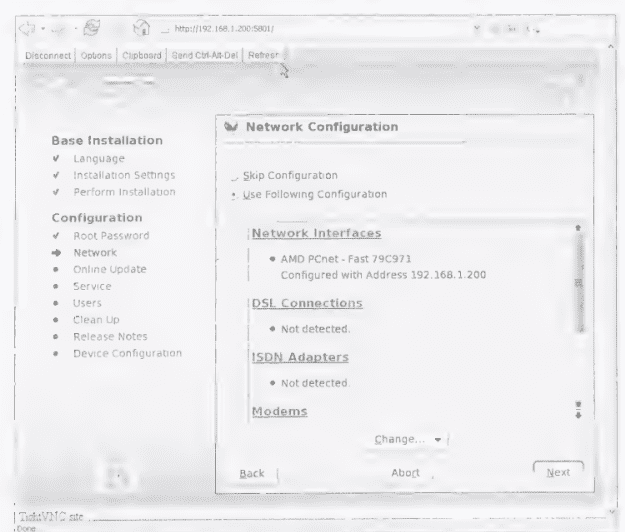 http://192.168.1.200:5801/
Disconnect Options Clipboard Send Ctrl-Alt-Del Refresh
Base Installation
Language
Installation Settings
Perform Installation
Configuration
Root Password
Network
Online Update
Service
Users
Clean Up
Release Notes
Device Configuration
Network Configuration
Skip Configuration
Use Following Configuration
Network Interfaces
AMD PCnet - Fast 79C971
Configured with Address 192.168.1.200
DSL Connections
Not detected.
ISDN Adapters
Not detected.
Modems
Change...
Back Abort Next
TightVNC site
Done